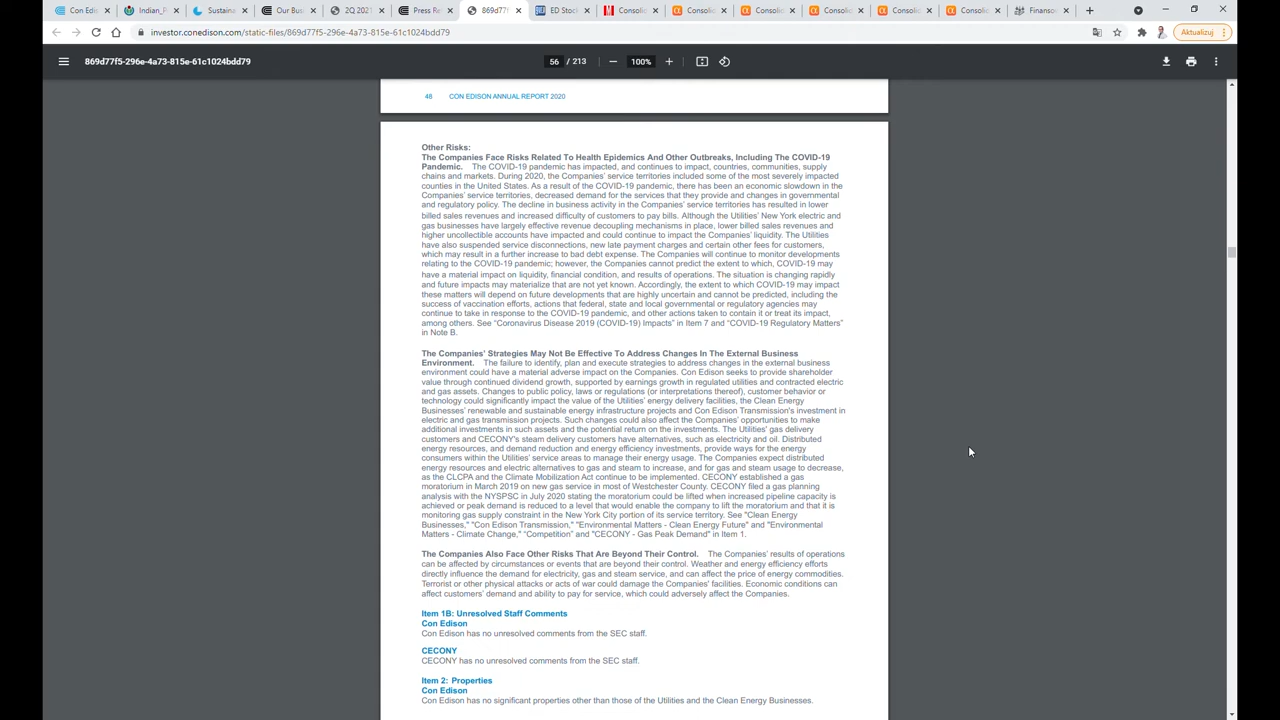 Con Edis
Indian_P
Sustaina
Our Busi
2Q 2021
Press Re
869d77f
ED Stock
Consolic
Consolic
Consolic
Consolic
Consolic
Consolic
Finansov
investor.conedison.com/static-files/869d77f5-296e-4a73-815e-61c1024bdd79
Aktualizuj
869d77f5-296e-4a73-815e-61c1024bdd79
56 / 213
100%
48 CON EDISON ANNUAL REPORT 2020
Other Risks:
The Companies Face Risks Related To Health Epidemics And Other Outbreaks, Including The COVID-19
Pandemic. The COVID-19 pandemic has impacted, and continues to impact, countries, communities, supply
chains and markets. During 2020, the Companies' service territories included some of the most severely impacted
counties in the United States. As a result of the COVID-19 pandemic, there has been an economic slowdown in the
Companies' service territories, decreased demand for the services that they provide and changes in governmental
and regulatory policy. The decline in business activity in the Companies' service territories has resulted in lower
billed sales revenues and increased difficulty of customers to pay bills. Although the Utilities' New York electric and
gas businesses have largely effective revenue decoupling mechanisms in place, lower billed sales revenues and
higher uncollectible accounts have impacted and could continue to impact the Companies' liquidity. The Utilities
have also suspended service disconnections, new late payment charges and certain other fees for customers,
which may result in a further increase to bad debt expense. The Companies will continue to monitor developments
relating to the COVID-19 pandemic; however, the Companies cannot predict the extent to which, COVID-19 may
have a material impact on liquidity, financial condition, and results of operations. The situation is changing rapidly
and future impacts may materialize that are not yet known. Accordingly, the extent to which COVID-19 may impact
these matters will depend on future developments that are highly uncertain and cannot be predicted, including the
success of vaccination efforts, actions that federal, state and local governmental or regulatory agencies may
continue to take in response to the COVID-19 pandemic, and other actions taken to contain it or treat its impact,
among others. See "Coronavirus Disease 2019 (COVID-19) Impacts" in Item 7 and "COVID-19 Regulatory Matters"
in Note B.
The Companies' Strategies May Not Be Effective To Address Changes In The External Business
Environment. The failure to identify, plan and execute strategies to address changes in the external business
environment could have a material adverse impact on the Companies. Con Edison seeks to provide shareholder
value through continued dividend growth, supported by earnings growth in regulated utilities and contracted electric
and gas assets. Changes to public policy, laws or regulations (or interpretations thereof), customer behavior or
technology could significantly impact the value of the Utilities' energy delivery facilities, the Clean Energy
Businesses' renewable and sustainable energy infrastructure projects and Con Edison Transmission's investment in
electric and gas transmission projects. Such changes could also affect the Companies' opportunities to make
additional investments in such assets and the potential return on the investments. The Utilities' gas delivery
customers and CECONY's steam delivery customers have alternatives, such as electricity and oil. Distributed
energy resources, and demand reduction and energy efficiency investments, provide ways for the energy
consumers within the Utilities' service areas to manage their energy usage. The Companies expect distributed
energy resources and electric alternatives to gas and steam to increase, and for gas and steam usage to decrease,
as the CLCPA and the Climate Mobilization Act continue to be implemented. CECONY established a gas
moratorium in March 2019 on new gas service in most of Westchester County. CECONY filed a gas planning
analysis with the NYSPSC in July 2020 stating the moratorium could be lifted when increased pipeline capacity is
achieved or peak demand is reduced to a level that would enable the company to lift the moratorium and that it is
monitoring gas supply constraint in the New York City portion of its service territory. See "Clean Energy
Businesses," "Con Edison Transmission," "Environmental Matters - Clean Energy Future" and "Environmental
Matters - Climate Change," "Competition" and "CECONY - Gas Peak Demand" in Item 1.
The Companies Also Face Other Risks That Are Beyond Their Control. The Companies' results of operations
can be affected by circumstances or events that are beyond their control. Weather and energy efficiency efforts
directly influence the demand for electricity, gas and steam service, and can affect the price of energy commodities.
Terrorist or other physical attacks or acts of war could damage the Companies' facilities. Economic conditions can
affect customers' demand and ability to pay for service, which could adversely affect the Companies.
Item 1B: Unresolved Staff Comments
Con Edison
Con Edison has no unresolved comments from the SEC staff.
CECONY
CECONY has no unresolved comments from the SEC staff.
Item 2: Properties
Con Edison
Con Edison has no significant properties other than those of the Utilities and the Clean Energy Businesses.